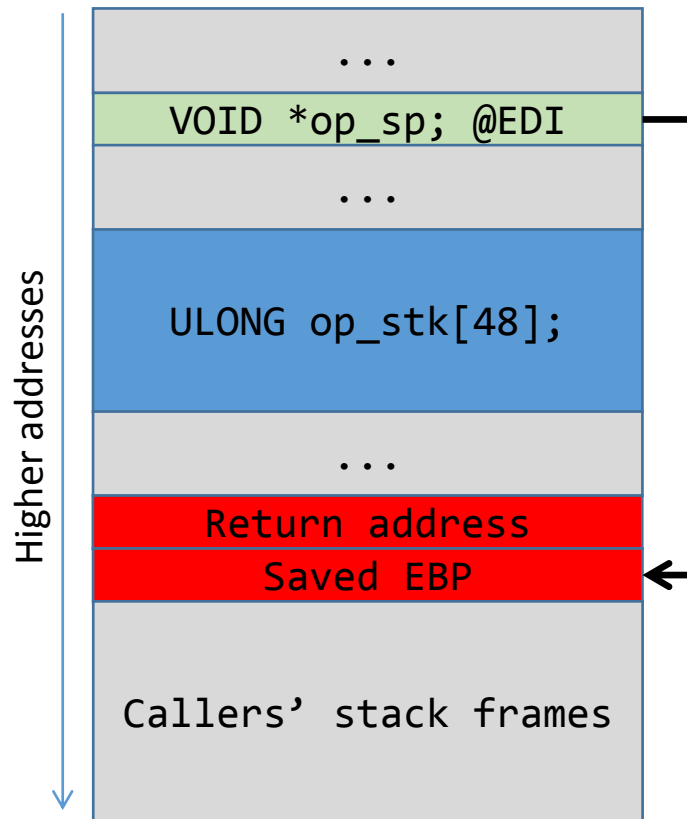 ...
VOID *op_sp; @EDI
...
ULONG op_stk[48];
...
Return address
Saved EBP
Callers’ stack frames
Higher addresses